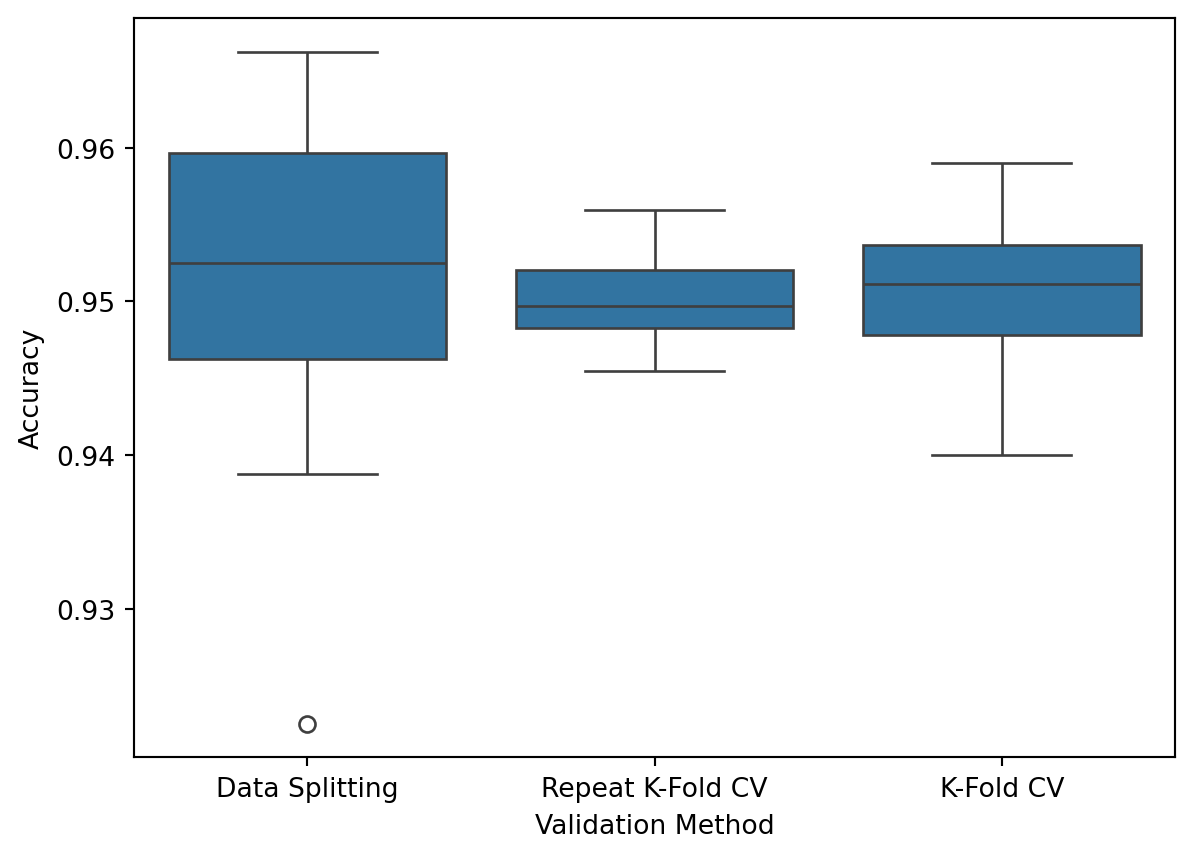 Accuracy
0.96
0.95
0.94
0.93
Data Splitting
Repeat K-Fold CV
K-Fold CV
Validation Method